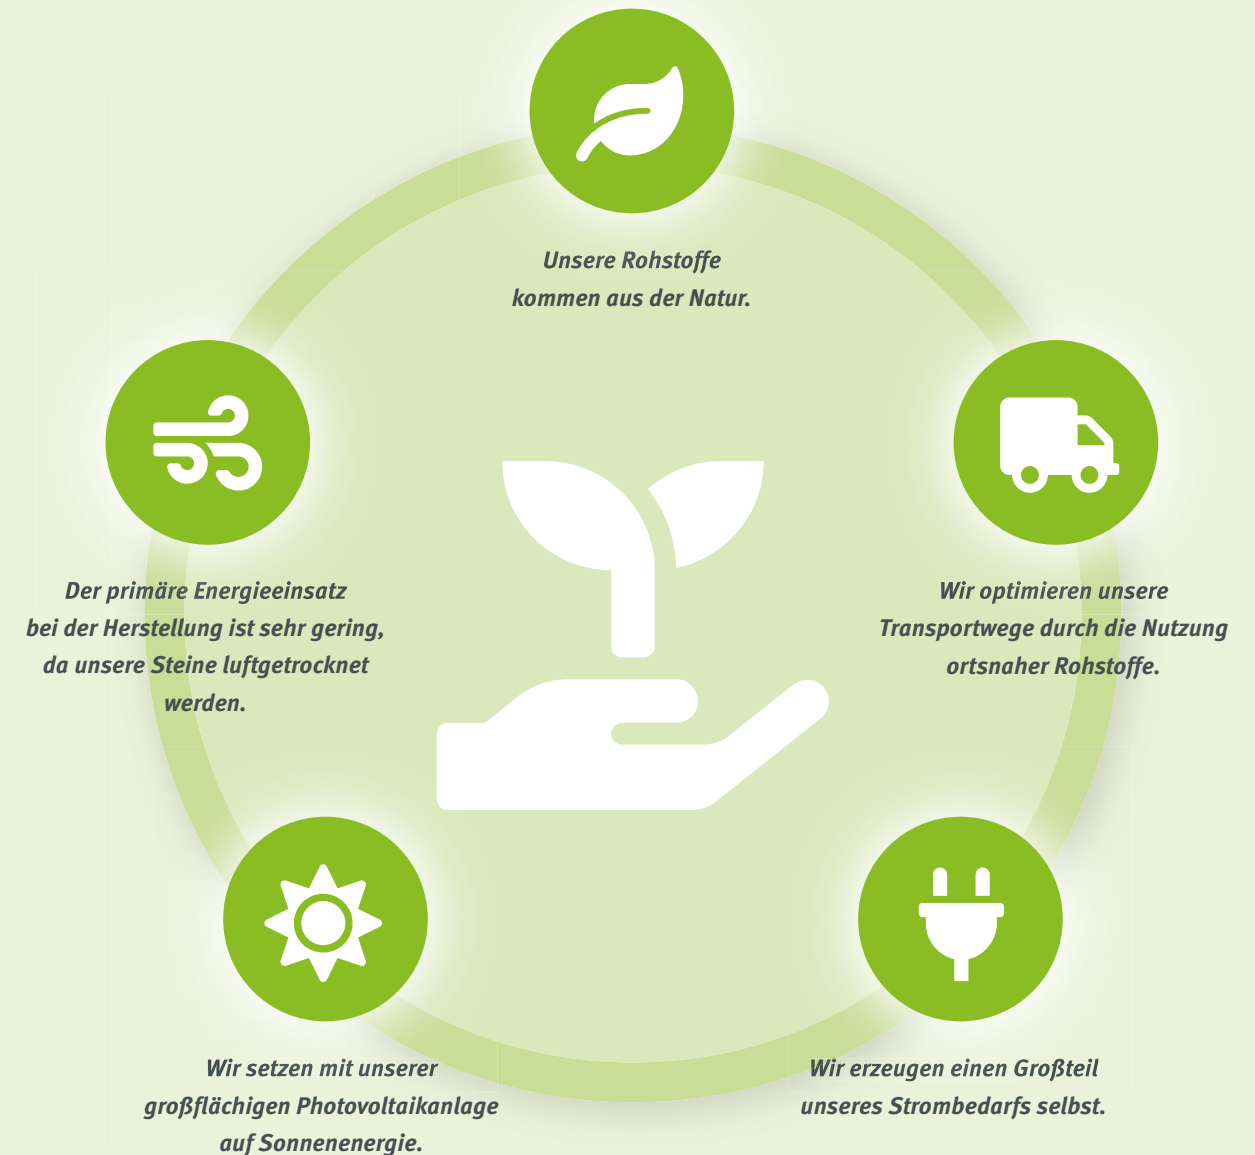 Unsere Rohstoffe
kommen aus der Natur.
Der primäre Energieeinsatz
bei der Herstellung ist sehr gering,
da unsere Steine luftgetrocknet
werden.
Wir optimieren unsere
Transportwege durch die Nutzung
ortsnaher Rohstoffe.
Wir setzen mit unserer
großflächigen Photovoltaikanlage
auf Sonnenenergie.
Wir erzeugen einen Großteil
unseres Strombedarfs selbst.